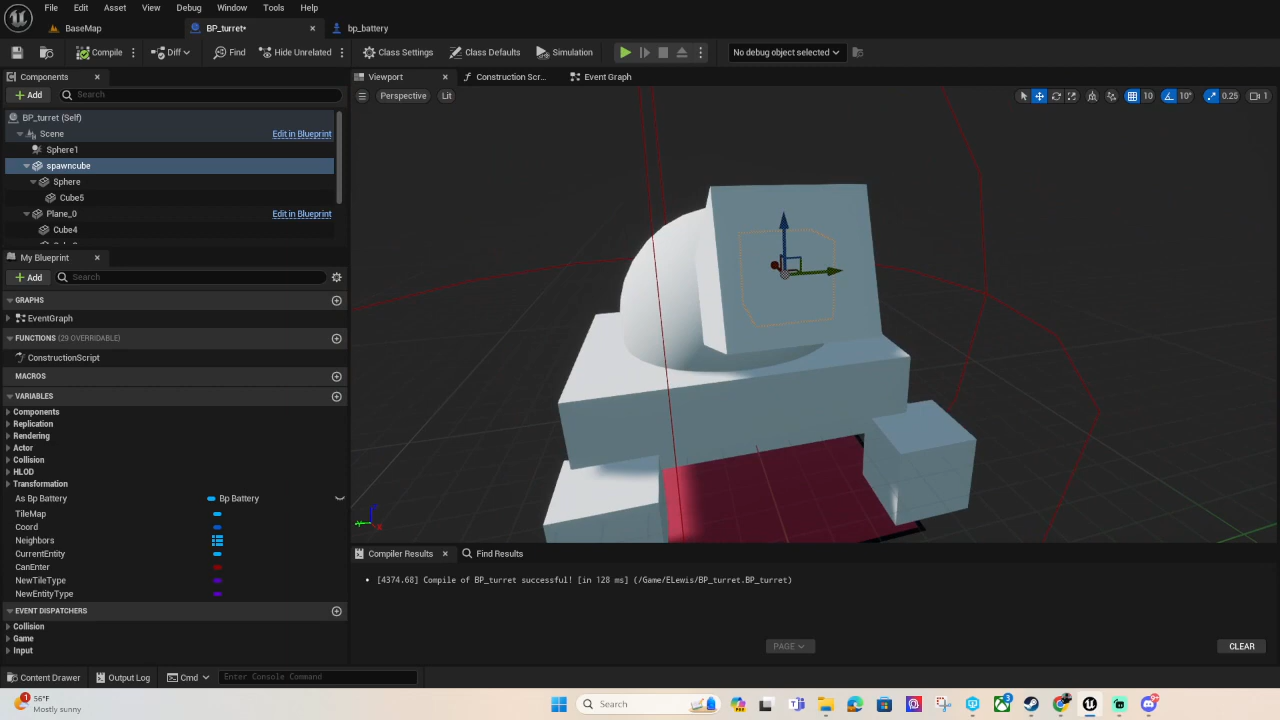 File Edit Asset View Debug Window Tools Help
BaseMap BP_turret* bp_battery
Compile Diff Find Hide Unrelated Class Settings Class Defaults Simulation No debug object selected
Components Viewport Construction Scr... Event Graph
Add Search Perspective Lit 10 10° 0.25 1
BP_turret (Self)
Scene Edit in Blueprint
Sphere1
spawncube
Sphere
Cube5
Plane_0 Edit in Blueprint
Cube4
My Blueprint
Add Search
GRAPHS
EventGraph
FUNCTIONS (29 OVERRIDABLE)
ConstructionScript
MACROS
VARIABLES
Components
Replication
Rendering
Actor
Collision
HLOD
Transformation
As Bp Battery Bp Battery
TileMap
Coord
Neighbors
CurrentEntity
CanEnter
NewTileType
NewEntityType
EVENT DISPATCHERS
Collision
Game
Input
Compiler Results Find Results
[4374.68] Compile of BP_turret successful! [in 128 ms] (/Game/ELewis/BP_turret.BP_turret)
PAGE CLEAR
Content Drawer Output Log Cmd Enter Console Command
1 56°F
Mostly sunny
Search